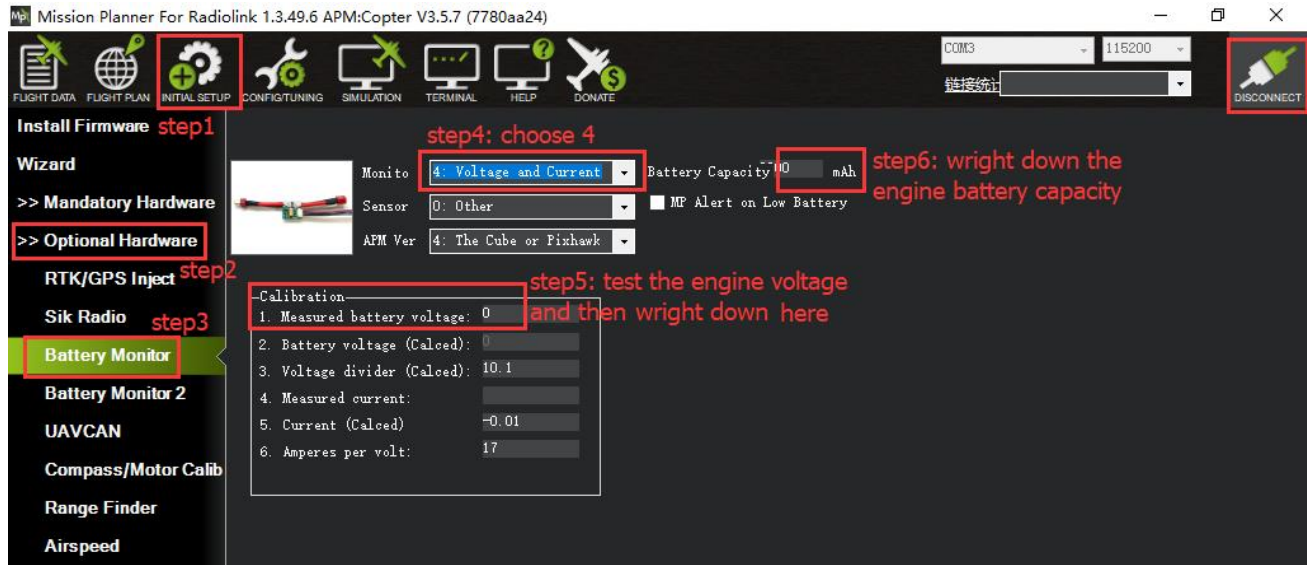 Mission Planner For Radiolink 1.3.49.6 APM:Copter V3.5.7 (7780aa24)
FLIGHT DATA
FLIGHT PLAN
INITIAL SETUP
CONFIG/TUNING
SIMULATION
TERMINAL
HELP
DONATE
COM3
115200
链接统计
DISCONNECT
Install Firmware
step1
Wizard
>> Mandatory Hardware
>> Optional Hardware
step2
RTK/GPS Inject
Sik Radio
step3
Battery Monitor
Battery Monitor 2
UAVCAN
Compass/Motor Calib
Range Finder
Airspeed
step4: choose 4
Monito
4: Voltage and Current
Battery Capacity
mAh
step6: wright down the
engine battery capacity
Sensor
0: Other
MP Alert on Low Battery
APM Ver
4: The Cube or Pixhawk
step5: test the engine voltage
and then wright down here
Calibration
1. Measured battery voltage: 0
2. Battery voltage (Calced): 0
3. Voltage divider (Calced): 10.1
4. Measured current:
5. Current (Calced) -0.01
6. Amperes per volt: 17